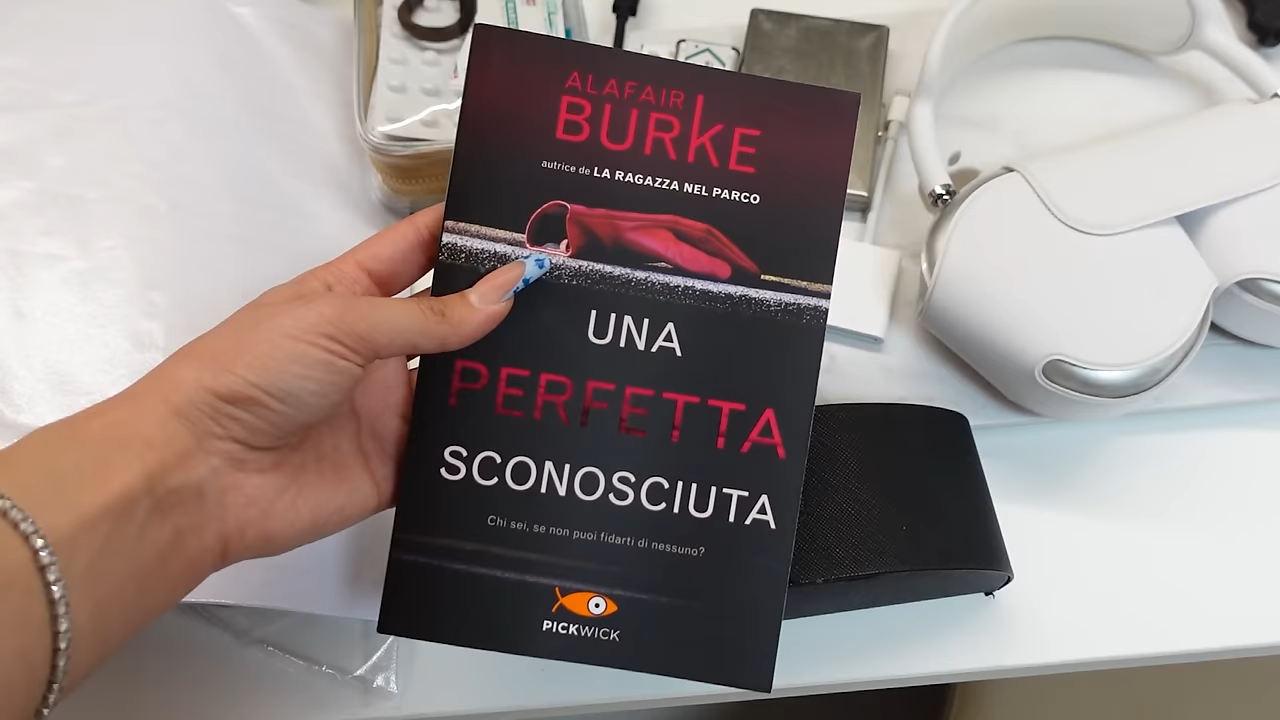 ALAFAIR
BURKE
autrice de LA RAGAZZA NEL PARCO
UNA
PERFETTA
SCONOSCIUTA
Chi sei, se non puoi fidarti di nessuno?
PICKWICK